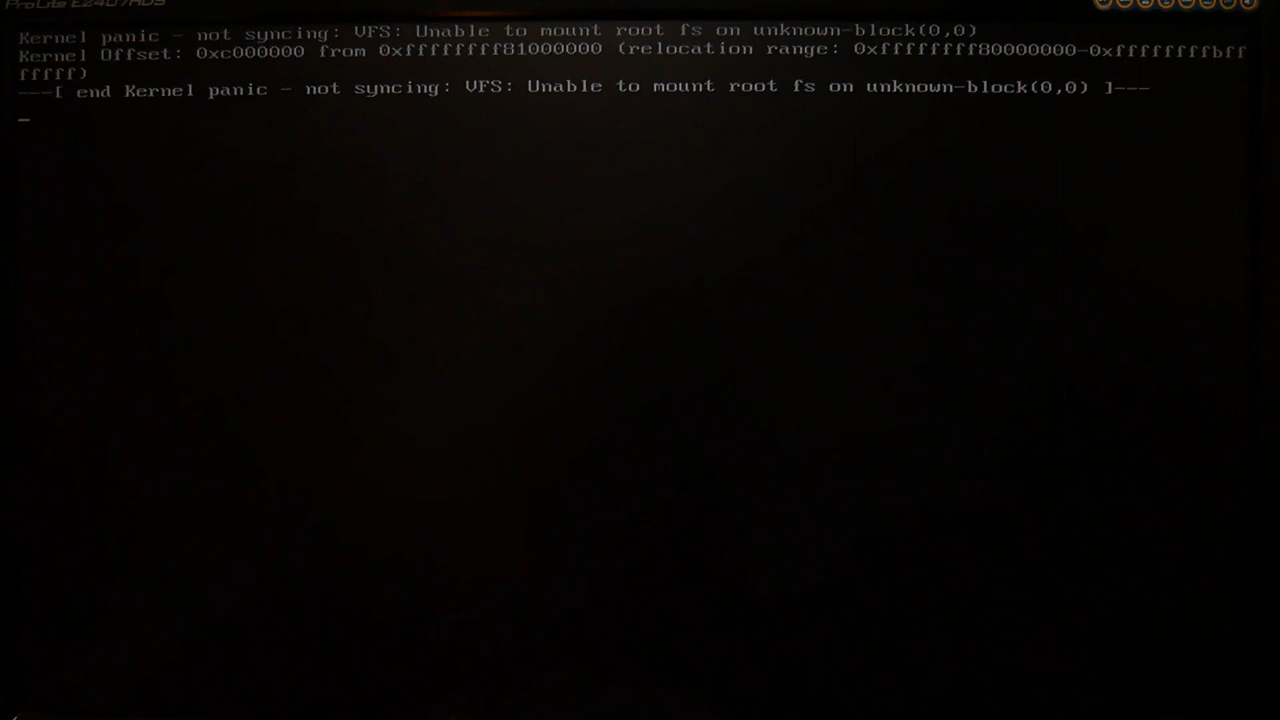 ProLite E2407HDS
Kernel panic - not syncing: VFS: Unable to mount root fs on unknown-block(0,0)
Kernel Offset: 0xc000000 from 0xffffffff81000000 (relocation range: 0xffffffff80000000-0xffffffffbff
fffff)
---[ end Kernel panic - not syncing: VFS: Unable to mount root fs on unknown-block(0,0) ]---
_